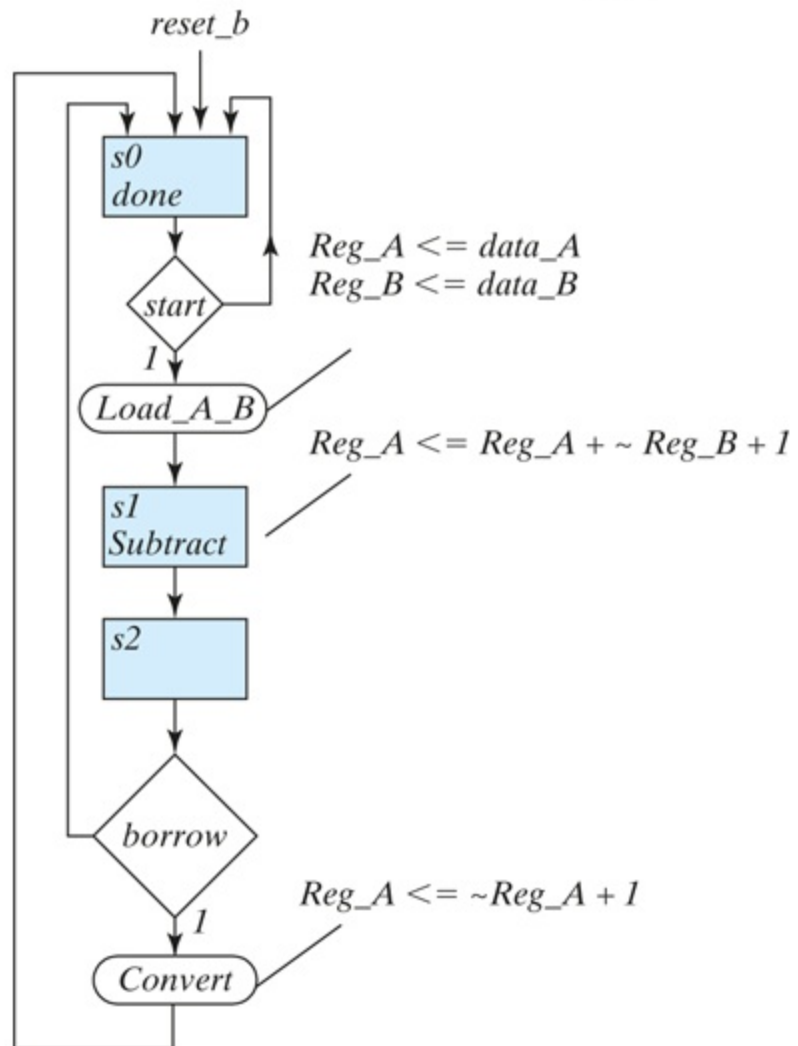 reset_b
s0
done
Reg_A <= data_A
Reg_B <= data_B
start
1
Load_A_B
Reg_A <= Reg_A + ~ Reg_B + 1
s1
Subtract
s2
borrow
Reg_A <= ~Reg_A + 1
1
Convert